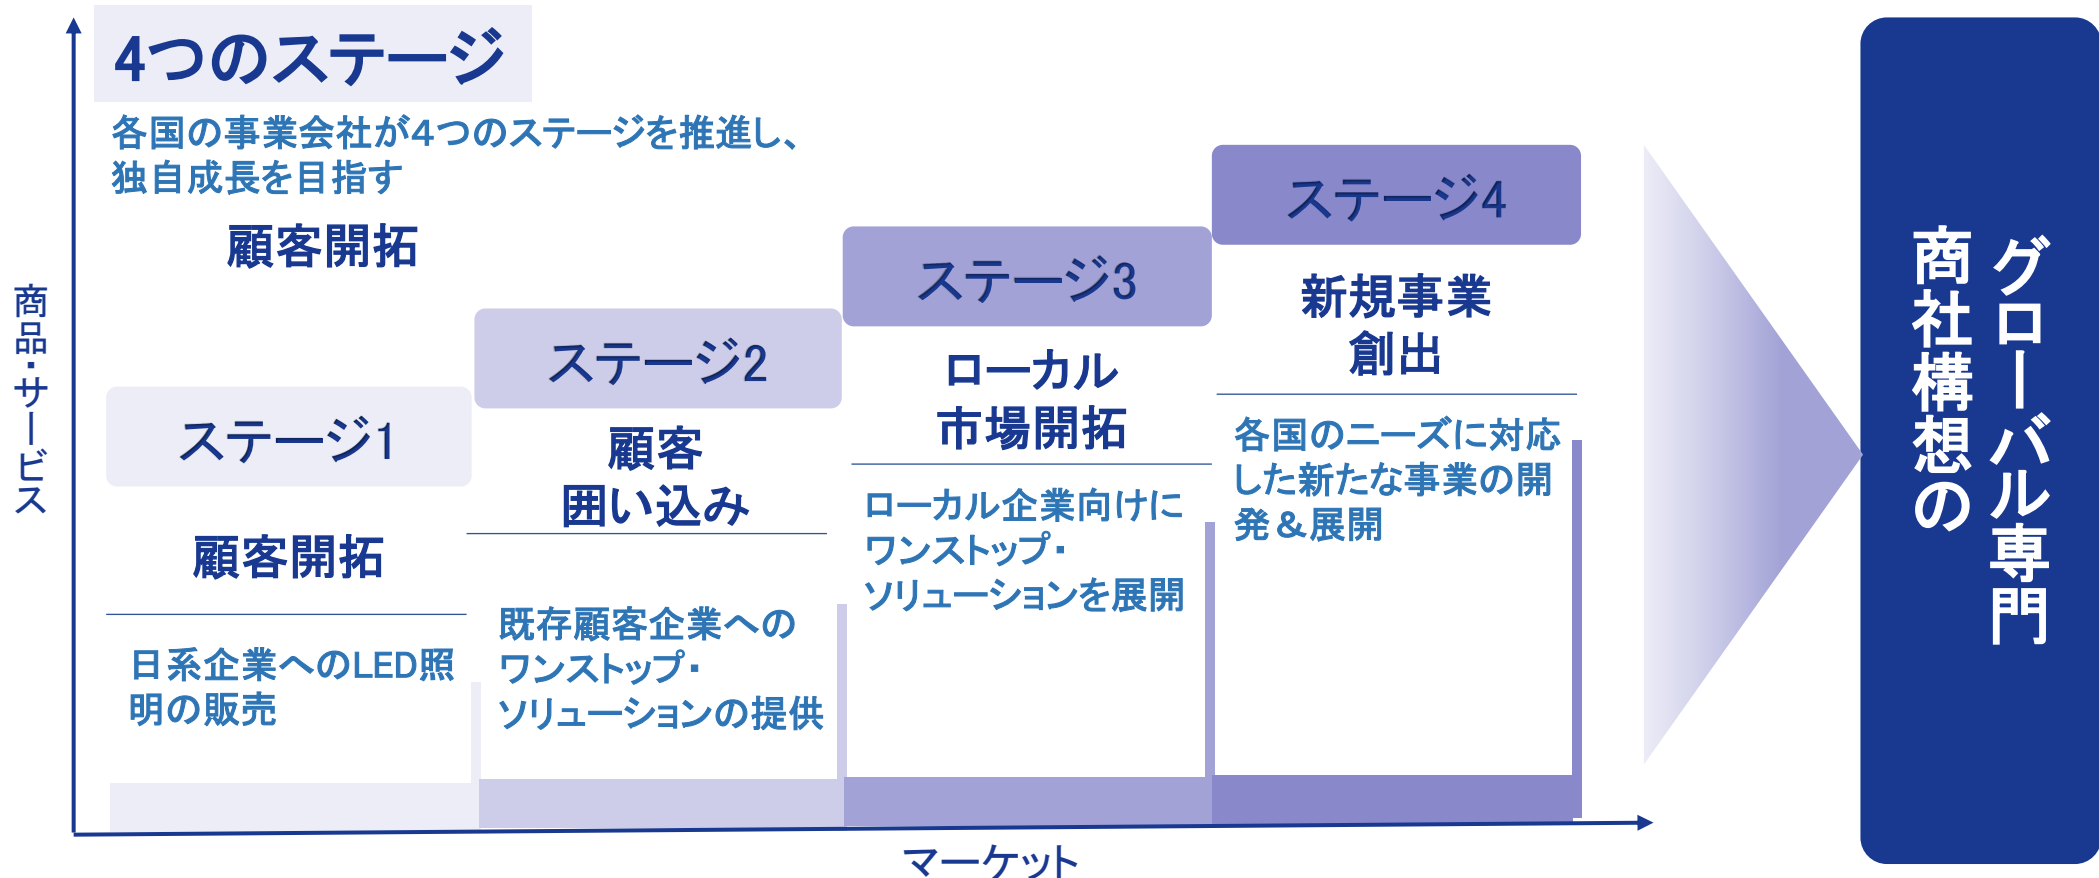 4つのステージ
各国の事業会社が4つのステージを推進し、
独自成長を目指す
顧客開拓
商品・サービス
ステージ1
顧客開拓
日系企業へのLED照
明の販売
ステージ2
顧客
囲い込み
既存顧客企業への
ワンストップ・
ソリューションの提供
ステージ3
ローカル
市場開拓
ローカル企業向けに
ワンストップ・
ソリューションを展開
ステージ4
新規事業
創出
各国のニーズに対応
した新たな事業の開
発＆展開
マーケット
グローバル専門
商社構想の